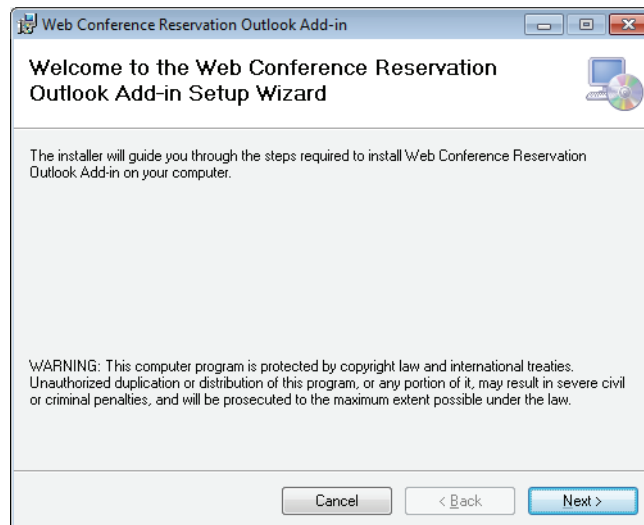 Web Conference Reservation Outlook Add-in
Welcome to the Web Conference Reservation
Outlook Add-in Setup Wizard
The installer will guide you through the steps required to install Web Conference Reservation
Outlook Add-in on your computer.
WARNING: This computer program is protected by copyright law and international treaties.
Unauthorized duplication or distribution of this program, or any portion of it, may result in severe civil
or criminal penalties, and will be prosecuted to the maximum extent possible under the law.
Cancel
< Back
Next >